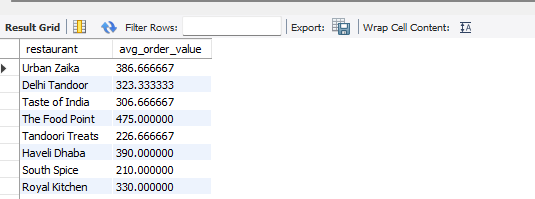 Result Grid Filter Rows: Export: Wrap Cell Content:
restaurant avg_order_value
Urban Zaika 386.666667
Delhi Tandoor 323.333333
Taste of India 306.666667
The Food Point 475.000000
Tandoori Treats 226.666667
Haveli Dhaba 390.000000
South Spice 210.000000
Royal Kitchen 330.000000